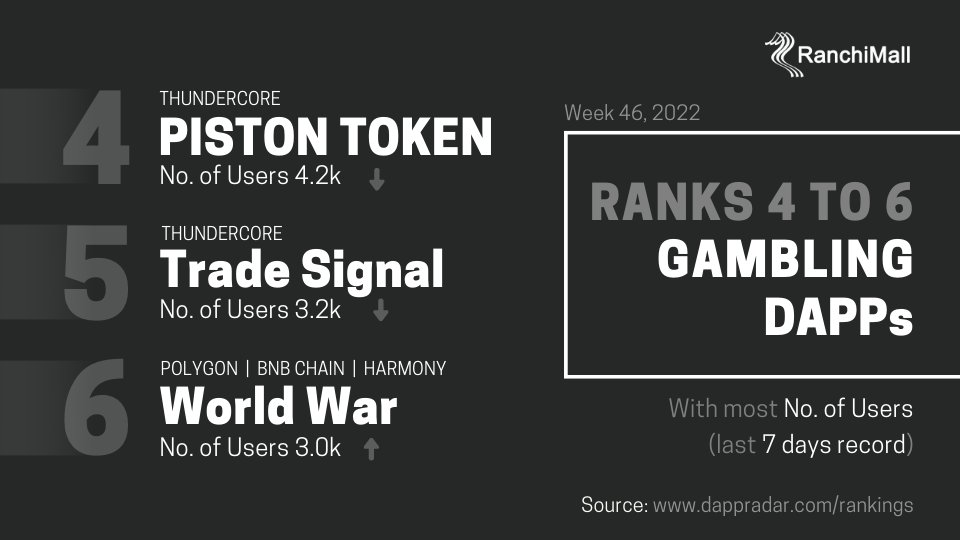 RanchiMall
4
THUNDERCORE
PISTON TOKEN
No. of Users 4.2k
5
THUNDERCORE
Trade Signal
No. of Users 3.2k
6
POLYGON | BNB CHAIN | HARMONY
World War
No. of Users 3.0k
Week 46, 2022
RANKS 4 TO 6
GAMBLING
DAPPs
With most No. of Users
(last 7 days record)
Source: www.dappradar.com/rankings